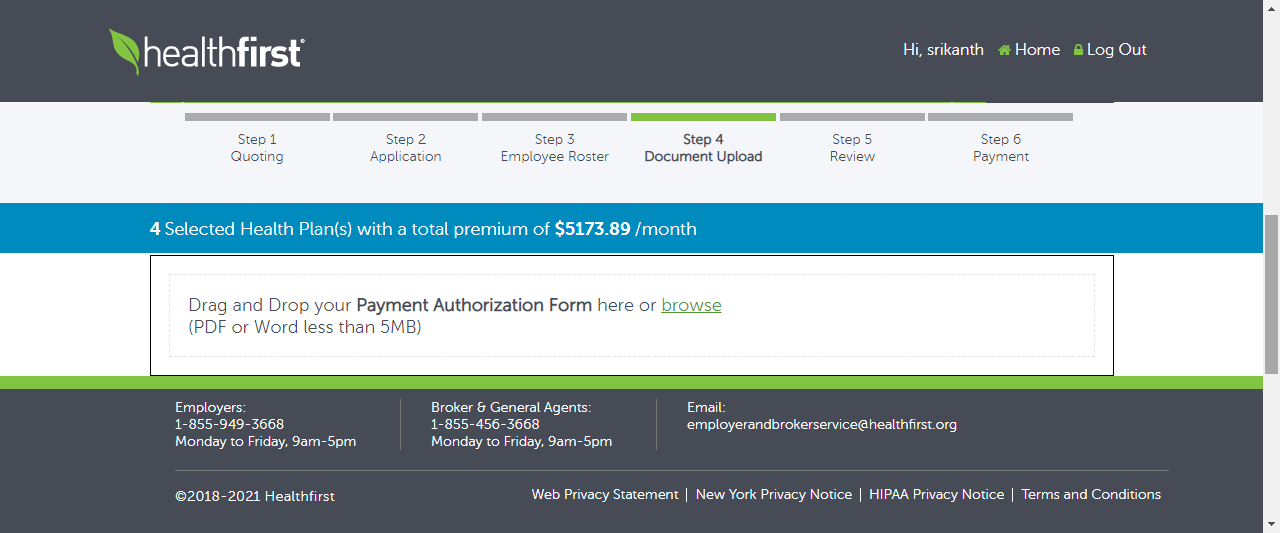 healthfirst®
Hi, srikanth Home Log Out
Step 1
Quoting
Step 2
Application
Step 3
Employee Roster
Step 4
Document Upload
Step 5
Review
Step 6
Payment
4 Selected Health Plan(s) with a total premium of $5173.89 /month
Drag and Drop your Payment Authorization Form here or browse
(PDF or Word less than 5MB)
Employers:
1-855-949-3668
Monday to Friday, 9am-5pm
Broker & General Agents:
1-855-456-3668
Monday to Friday, 9am-5pm
Email:
employerandbrokerservice@healthfirst.org
©2018-2021 Healthfirst
Web Privacy Statement | New York Privacy Notice | HIPAA Privacy Notice | Terms and Conditions